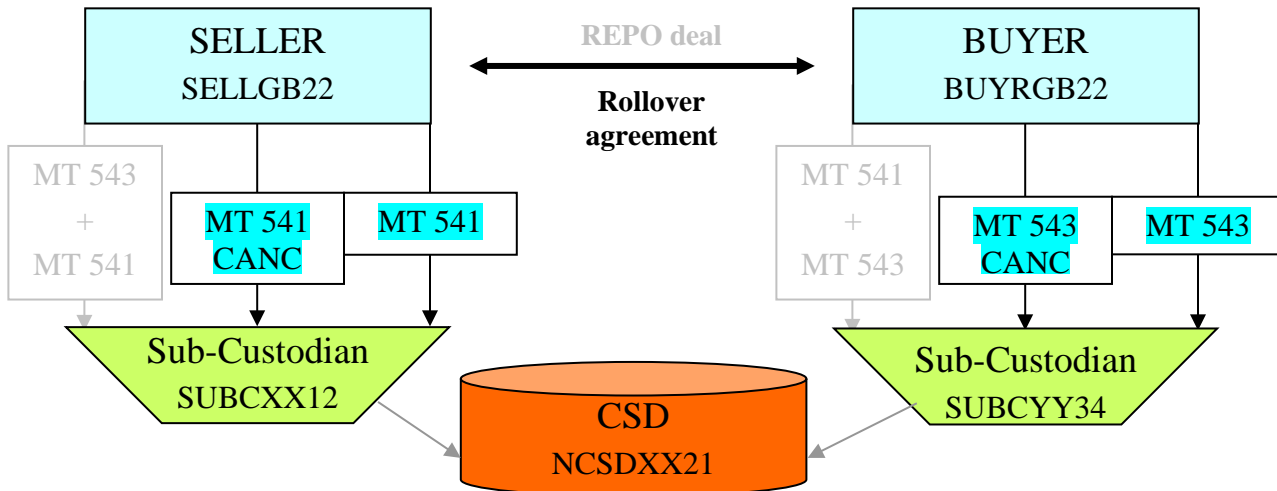 SELLER
SELLGB22
REPO deal
Rollover
agreement
BUYER
BUYRGB22
MT 543
+
MT 541
MT 541
CANC
MT 541
MT 541
+
MT 543
MT 543
CANC
MT 543
Sub-Custodian
SUBCXX12
CSD
NCSDXX21
Sub-Custodian
SUBCYY34